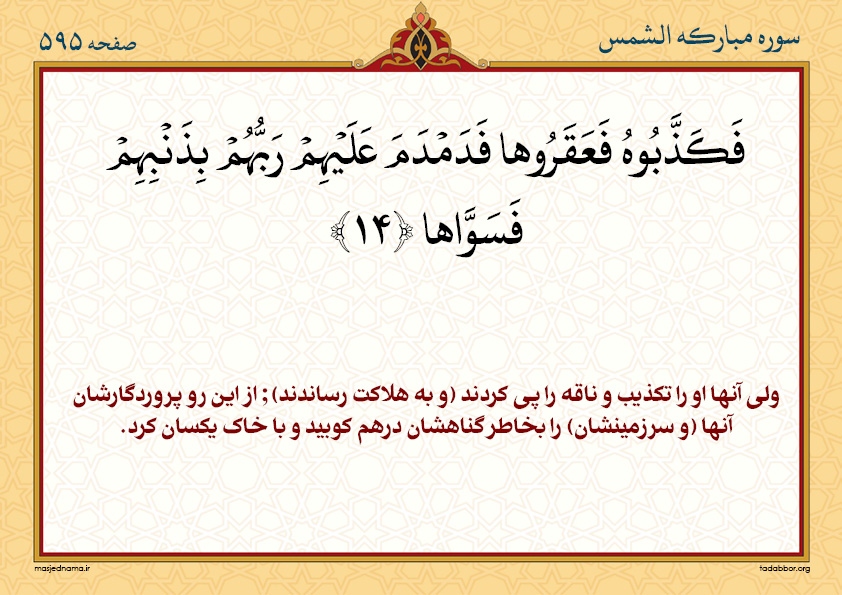 سوره مبارکه الشمس
صفحه ۵۹۵
فَكَذَّبُوهُ فَعَقَرُوها فَدَمْدَمَ عَلَيْهِمْ رَبُّهُمْ بِذَنْبِهِمْ
فَسَوَّاها ﴿۱۴﴾
ولی آنها او را تکذیب و ناقه را پی کردند (و به هلاکت رساندند)؛ از این رو پروردگارشان
آنها (و سرزمینشان) را بخاطر گناهشان درهم کوبید و با خاک یکسان کرد.
masjednama.ir
tadabbor.org